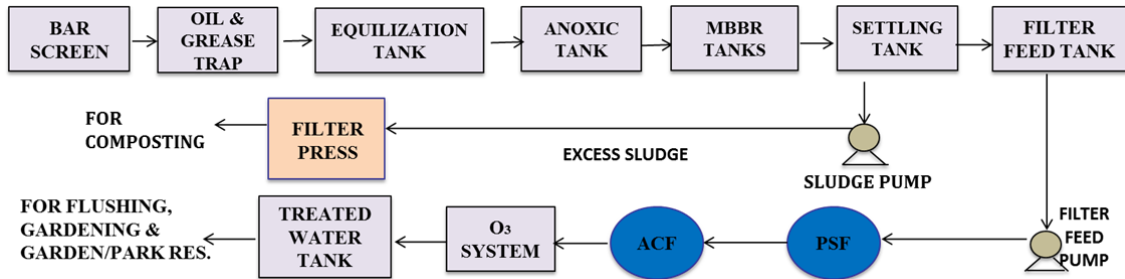 BAR
SCREEN
OIL &
GREASE
TRAP
EQUILIZATION
TANK
ANOXIC
TANK
MBBR
TANKS
SETTLING
TANK
FILTER
FEED TANK
FOR
COMPOSTING
FILTER
PRESS
EXCESS SLUDGE
SLUDGE PUMP
FOR FLUSHING,
GARDENING &
GARDEN/PARK RES.
TREATED
WATER
TANK
O₃
SYSTEM
ACF
PSF
FILTER
FEED
PUMP